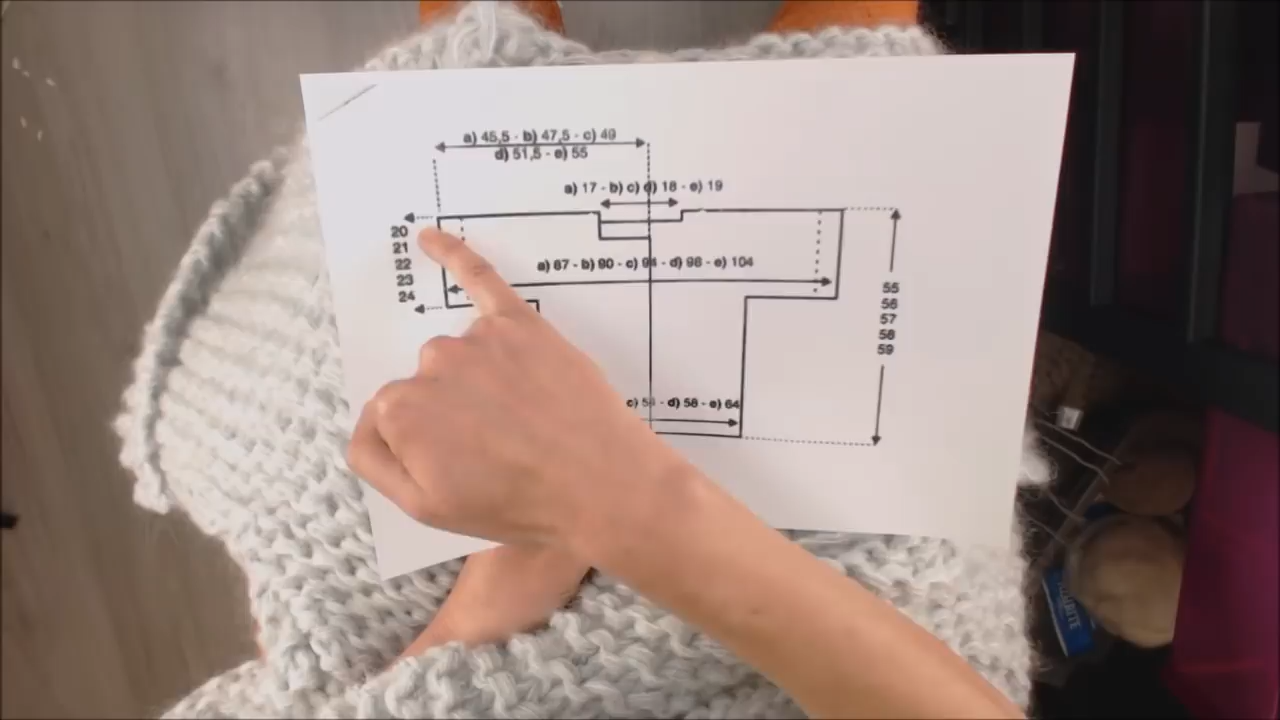 a) 45,5 - b) 47,5 - c) 49
d) 51,5 - e) 55
a) 17 - b) c) d) 18 - e) 19
20
21
22
23
24
a) 87 - b) 90 - c) 94 - d) 98 - e) 104
55
56
57
58
59
c) 54 - d) 58 - e) 64